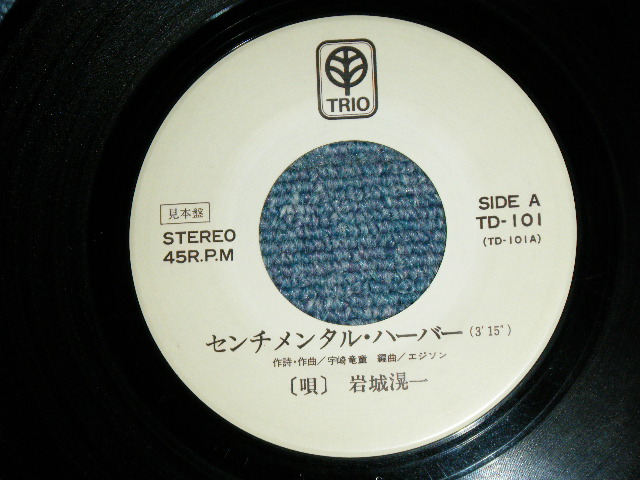 TRIO
見本盤
STEREO
45R.P.M
SIDE A
TD-101
(TD-101A)
センチメンタル・ハーバー (3'15")
作詩・作曲/宇崎竜童 編曲/エジソン
〔唄〕 岩城滉一